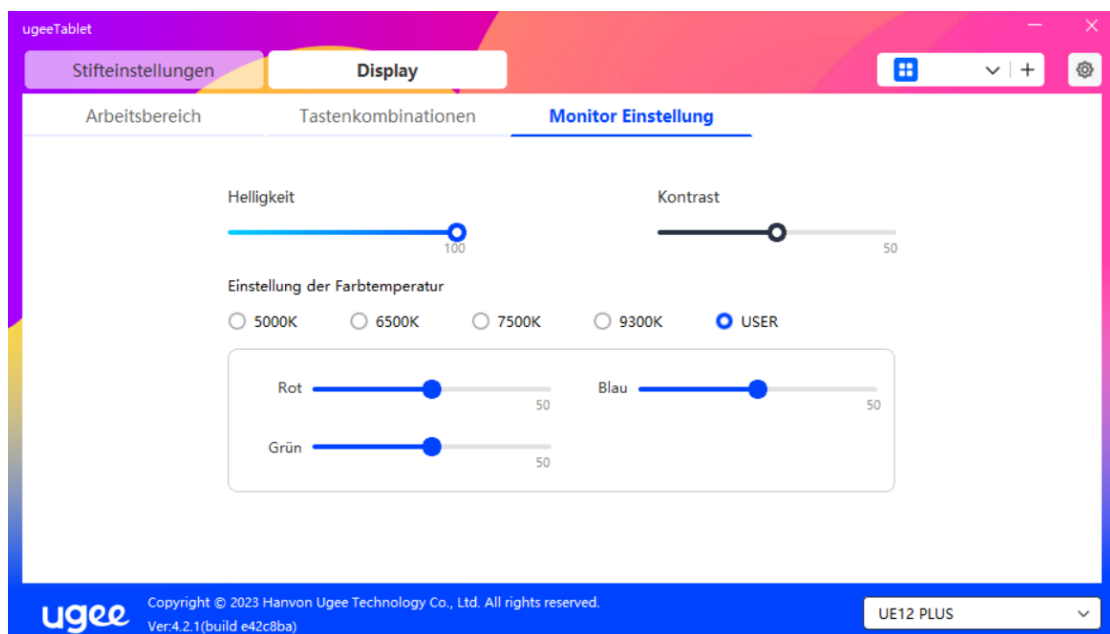 ugeeTablet
Stifteinstellungen Display
Arbeitsbereich Tastenkombinationen Monitor Einstellung
Helligkeit Kontrast
100 50
Einstellung der Farbtemperatur
5000K 6500K 7500K 9300K USER
Rot 50 Blau 50
Grün 50
ugee Copyright © 2023 Hanvon Ugee Technology Co., Ltd. All rights reserved.
Ver:4.2.1(build e42c8ba) UE12 PLUS